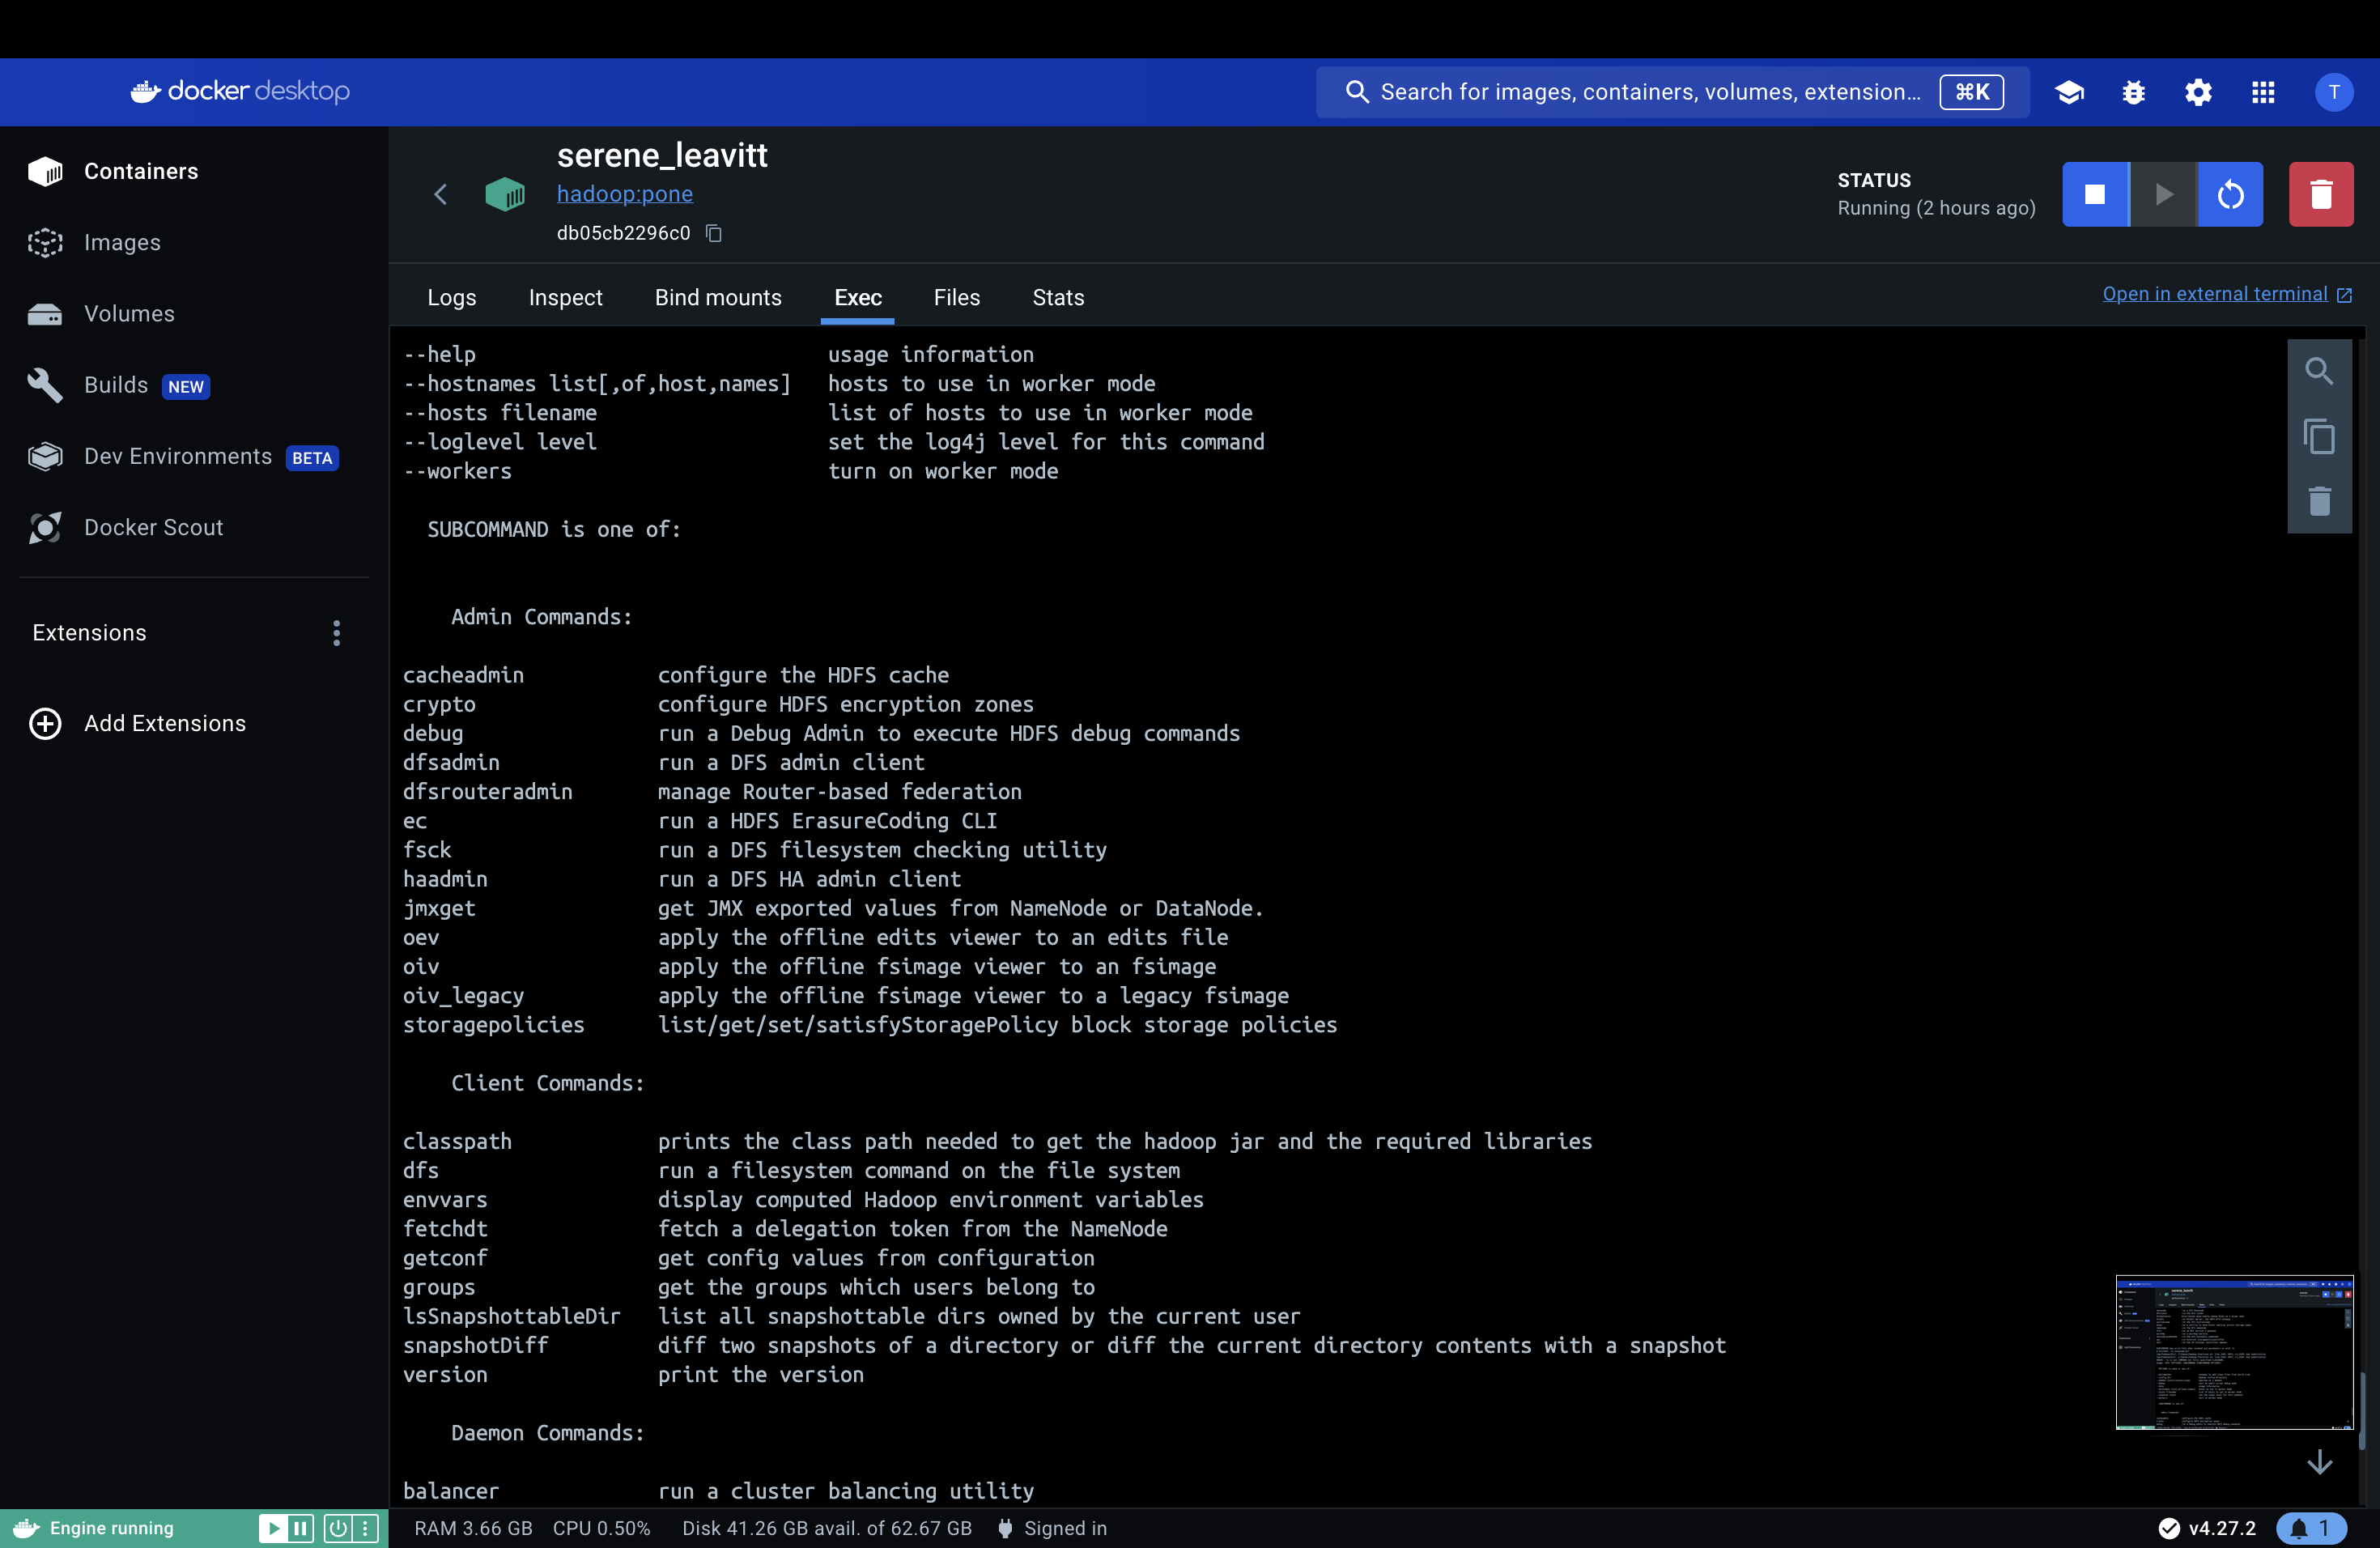 docker desktop
Search for images, containers, volumes, extension...
⌘K
T
Containers
Images
Volumes
Builds NEW
Dev Environments BETA
Docker Scout
Extensions
Add Extensions
serene_leavitt
hadoop:pone
db05cb2296c0
STATUS
Running (2 hours ago)
Logs Inspect Bind mounts Exec Files Stats
Open in external terminal
--help usage information
--hostnames list[,of,host,names] hosts to use in worker mode
--hosts filename list of hosts to use in worker mode
--loglevel level set the log4j level for this command
--workers turn on worker mode
SUBCOMMAND is one of:
Admin Commands:
cacheadmin configure the HDFS cache
crypto configure HDFS encryption zones
debug run a Debug Admin to execute HDFS debug commands
dfsadmin run a DFS admin client
dfsrouteradmin manage Router-based federation
ec run a HDFS ErasureCoding CLI
fsck run a DFS filesystem checking utility
haadmin run a DFS HA admin client
jmxget get JMX exported values from NameNode or DataNode.
oev apply the offline edits viewer to an edits file
oiv apply the offline fsimage viewer to an fsimage
oiv_legacy apply the offline fsimage viewer to a legacy fsimage
storagepolicies list/get/set/satisfyStoragePolicy block storage policies
Client Commands:
classpath prints the class path needed to get the hadoop jar and the required libraries
dfs run a filesystem command on the file system
envvars display computed Hadoop environment variables
fetchdt fetch a delegation token from the NameNode
getconf get config values from configuration
groups get the groups which users belong to
lsSnapshottableDir list all snapshottable dirs owned by the current user
snapshotDiff diff two snapshots of a directory or diff the current directory contents with a snapshot
version print the version
Daemon Commands:
balancer run a cluster balancing utility
Engine running
RAM 3.66 GB CPU 0.50% Disk 41.26 GB avail. of 62.67 GB Signed in
v4.27.2
1